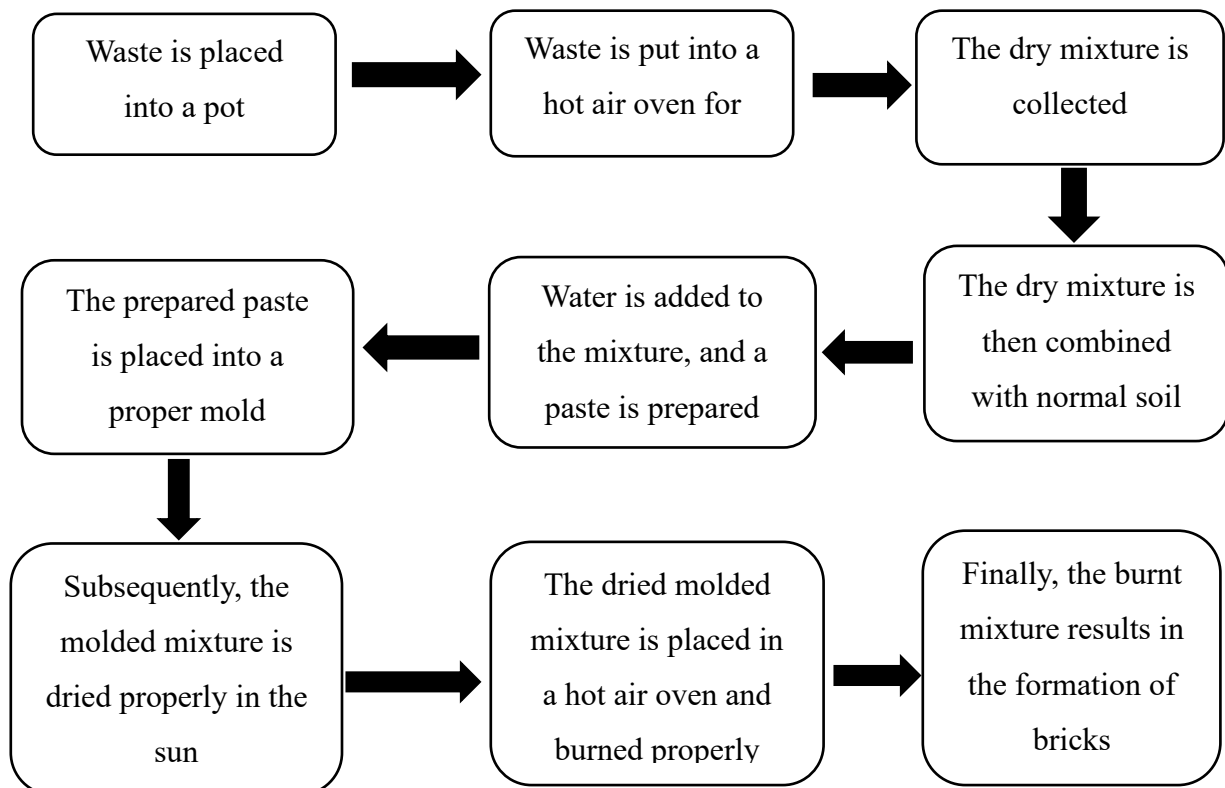 Waste is placed
into a pot
Waste is put into a
hot air oven for
The dry mixture is
collected
The dry mixture is
then combined
with normal soil
Water is added to
the mixture, and a
paste is prepared
The prepared paste
is placed into a
proper mold
Subsequently, the
molded mixture is
dried properly in the
sun
The dried molded
mixture is placed in
a hot air oven and
burned properly
Finally, the burnt
mixture results in
the formation of
bricks